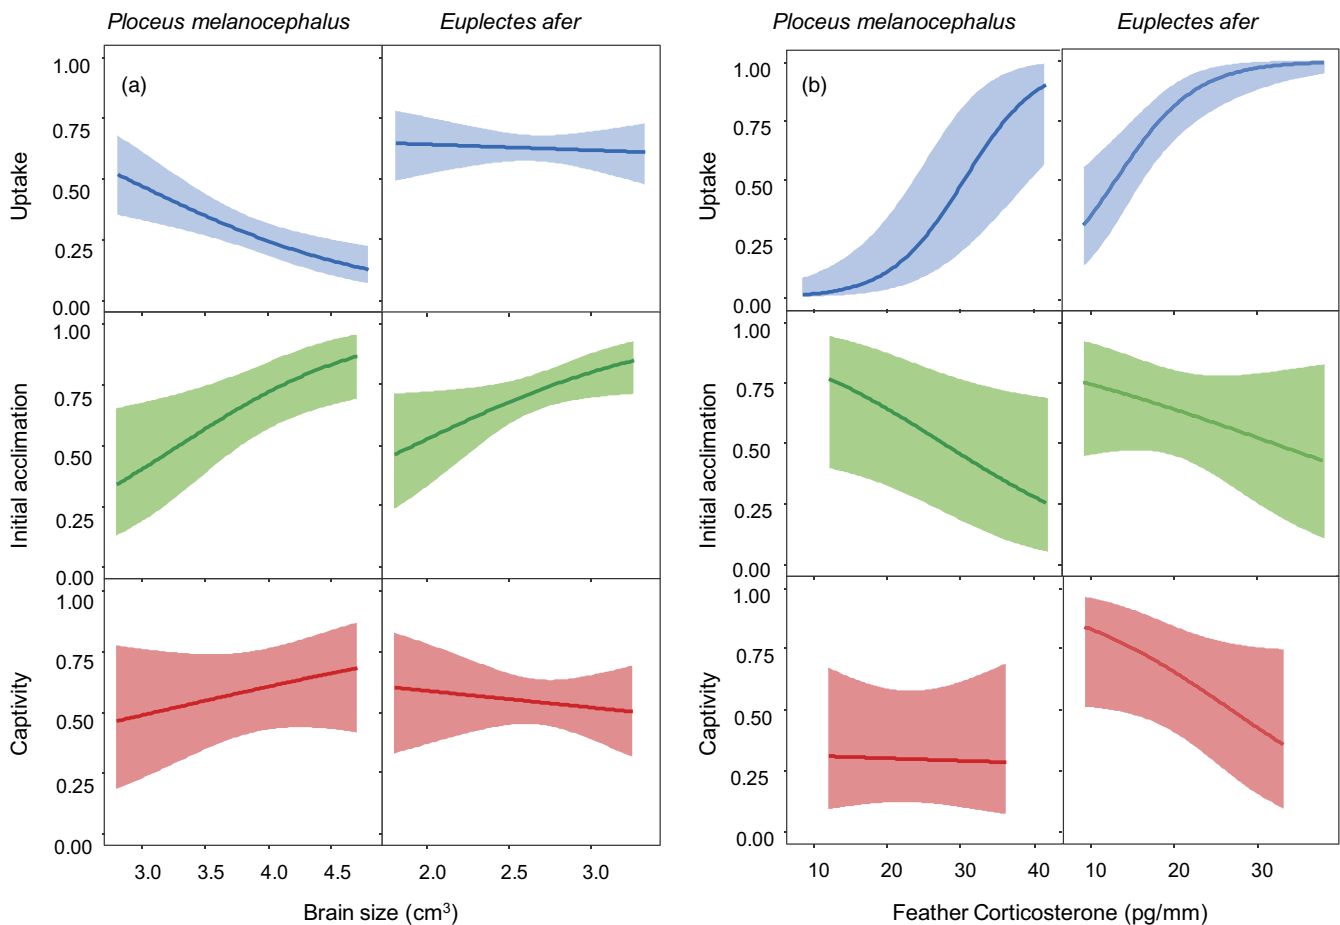 Ploceus melanocephalus
Euplectes afer
(a)
Uptake
1.00
0.75
0.50
0.25
0.00
Initial acclimation
1.00
0.75
0.50
0.25
0.00
Captivity
1.00
0.75
0.50
0.25
0.00
3.0 3.5 4.0 4.5
2.0 2.5 3.0
Brain size (cm³)
Ploceus melanocephalus
Euplectes afer
(b)
Uptake
1.00
0.75
0.50
0.25
0.00
Initial acclimation
1.00
0.75
0.50
0.25
0.00
Captivity
1.00
0.75
0.50
0.25
0.00
10 20 30 40
10 20 30
Feather Corticosterone (pg/mm)